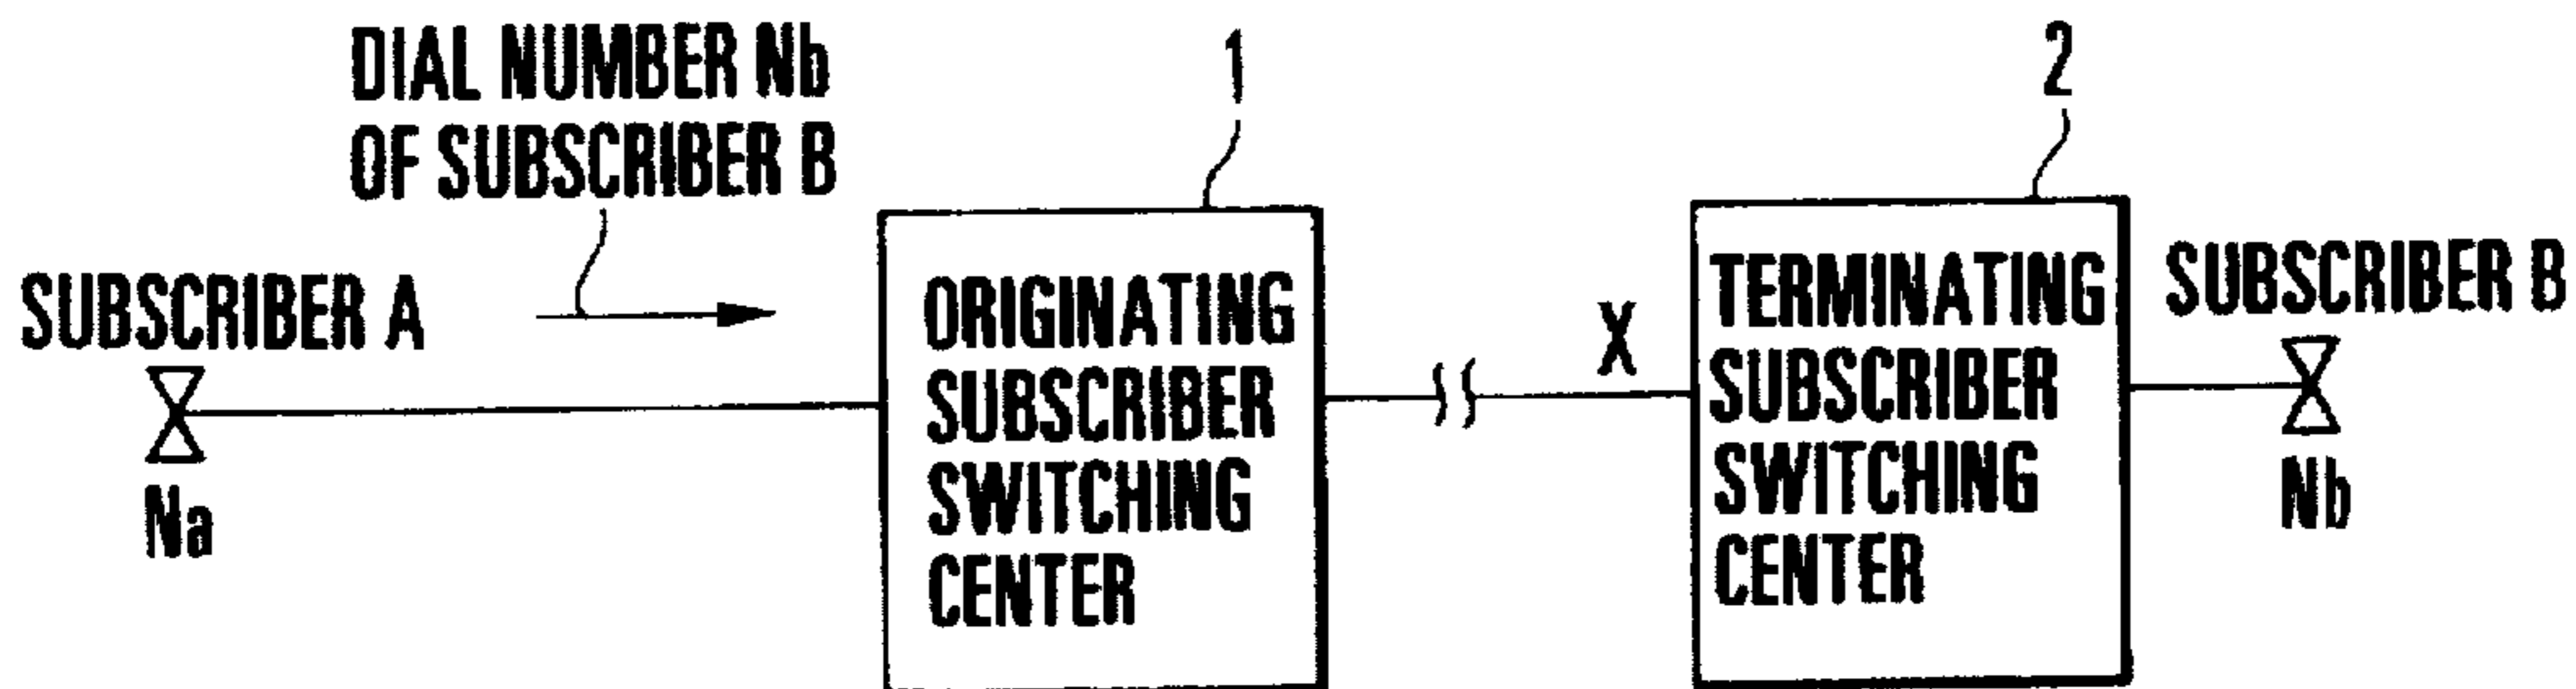 DIAL NUMBER Nb
OF SUBSCRIBER B
1
2
SUBSCRIBER A
Na
ORIGINATING
SUBSCRIBER
SWITCHING
CENTER
X
TERMINATING
SUBSCRIBER
SWITCHING
CENTER
SUBSCRIBER B
Nb